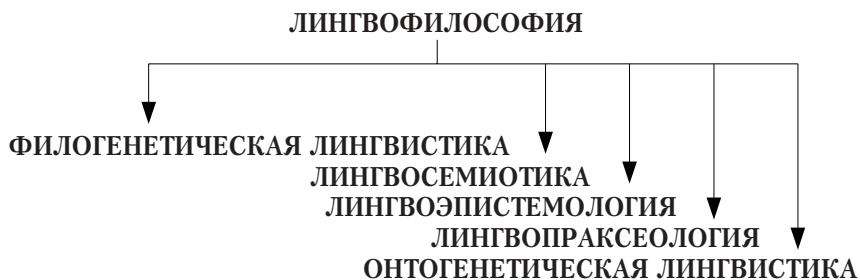 ЛИНГВОФИЛОСОФИЯ
ФИЛОГЕНЕТИЧЕСКАЯ ЛИНГВИСТИКА
ЛИНГВОСЕМИОТИКА
ЛИНГВОЭПИСТЕМОЛОГИЯ
ЛИНГВОПРАКСЕОЛОГИЯ
ОНТОГЕНЕТИЧЕСКАЯ ЛИНГВИСТИКА